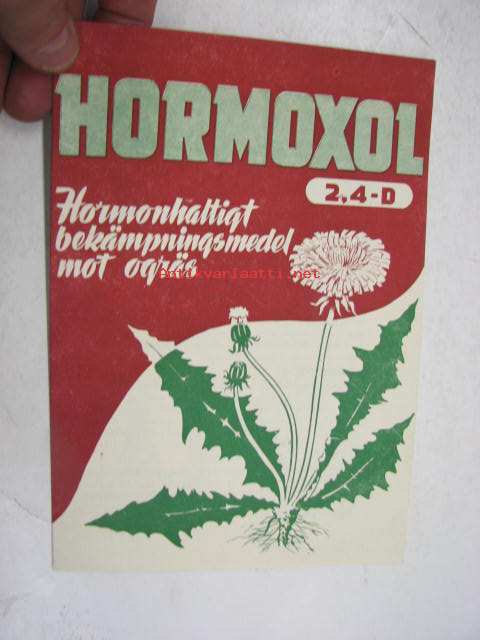 HORMOXOL
2,4-D
Hormonhaltigt
bekämpningsmedel
mot ogräs
Antikvariaatti.net